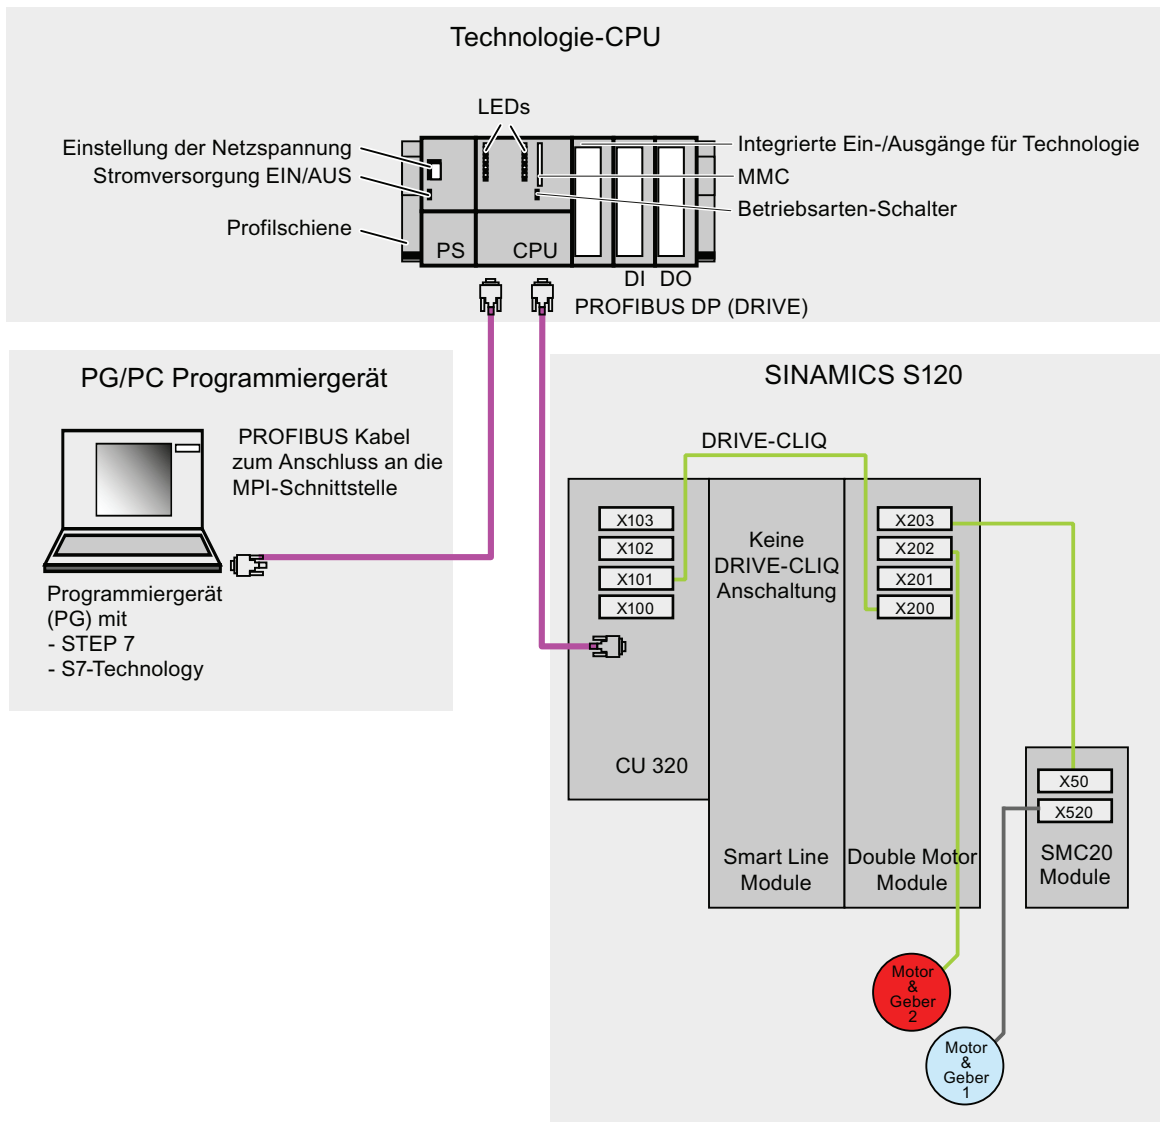 Technologie-CPU
LEDs
Einstellung der Netzspannung
Stromversorgung EIN/AUS
Profilschiene
Integrierte Ein-/Ausgänge für Technologie
MMC
Betriebsarten-Schalter
PS
CPU
DI
DO
PROFIBUS DP (DRIVE)
PG/PC Programmiergerät
PROFIBUS Kabel
zum Anschluss an die
MPI-Schnittstelle
Programmiergerät
(PG) mit
- STEP 7
- S7-Technology
SINAMICS S120
DRIVE-CLIQ
X103
X102
X101
X100
CU 320
Keine
DRIVE-CLIQ
Anschaltung
Smart Line
Module
X203
X202
X201
X200
Double Motor
Module
X50
X520
SMC20
Module
Motor
&
Geber
2
Motor
&
Geber
1